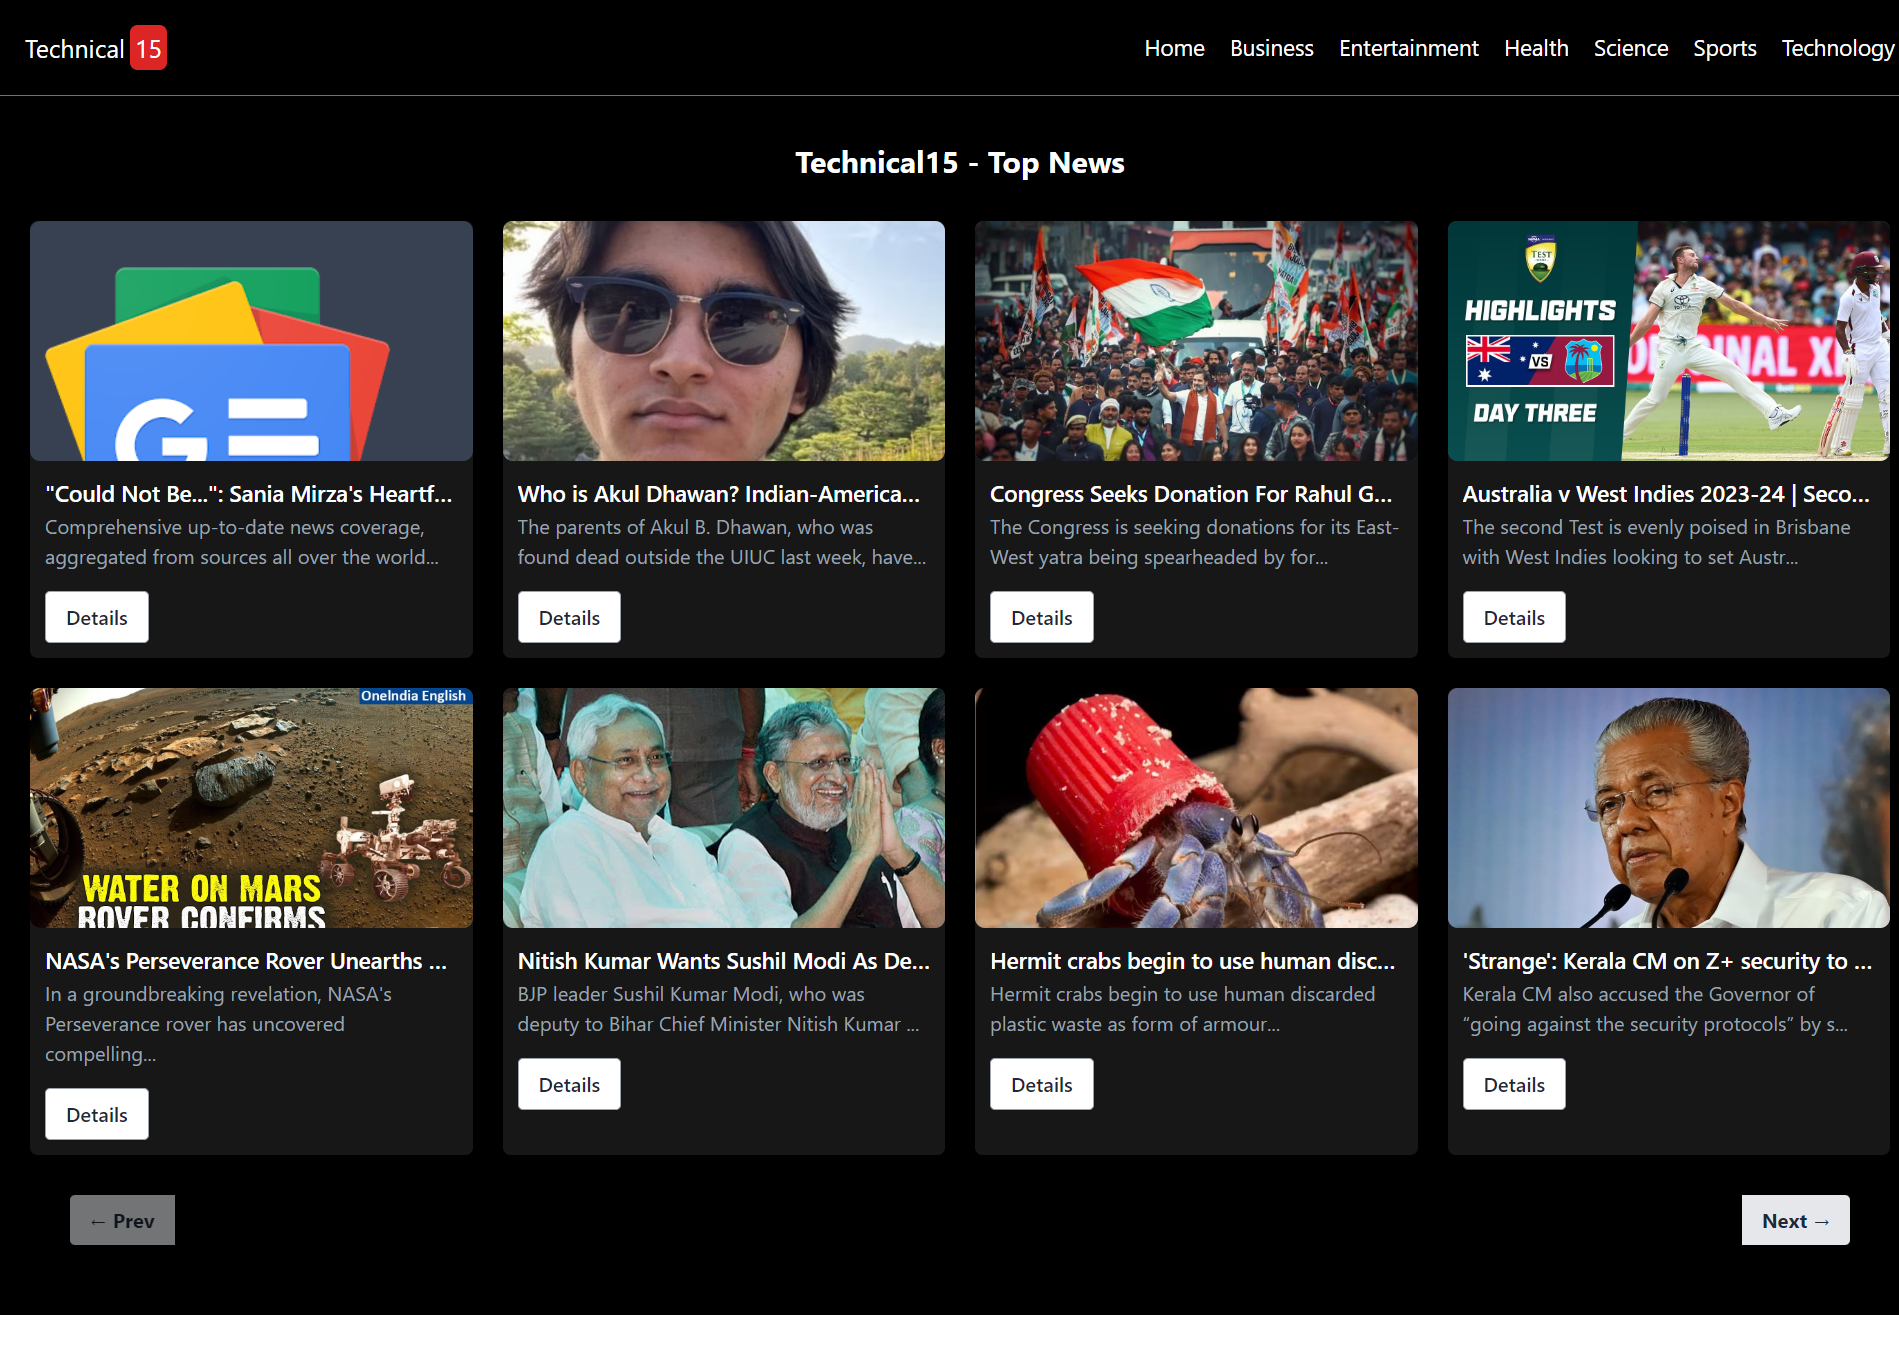 Technical 15
Home Business Entertainment Health Science Sports Technology
Technical15 - Top News
TEST
HIGHLIGHTS
VS
DAY THREE
"Could Not Be...": Sania Mirza's Heartf...
Comprehensive up-to-date news coverage,
aggregated from sources all over the world...
Details
Who is Akul Dhawan? Indian-America...
The parents of Akul B. Dhawan, who was
found dead outside the UIUC last week, have...
Details
Congress Seeks Donation For Rahul G...
The Congress is seeking donations for its East-
West yatra being spearheaded by for...
Details
Australia v West Indies 2023-24 | Seco...
The second Test is evenly poised in Brisbane
with West Indies looking to set Austr...
Details
OneIndia English
WATER ON MARS
ROVER CONFIRMS
NASA's Perseverance Rover Unearths ...
In a groundbreaking revelation, NASA's
Perseverance rover has uncovered
compelling...
Details
Nitish Kumar Wants Sushil Modi As De...
BJP leader Sushil Kumar Modi, who was
deputy to Bihar Chief Minister Nitish Kumar ...
Details
Hermit crabs begin to use human disc...
Hermit crabs begin to use human discarded
plastic waste as form of armour...
Details
'Strange': Kerala CM on Z+ security to ...
Kerala CM also accused the Governor of
“going against the security protocols” by s...
Details
← Prev
Next →